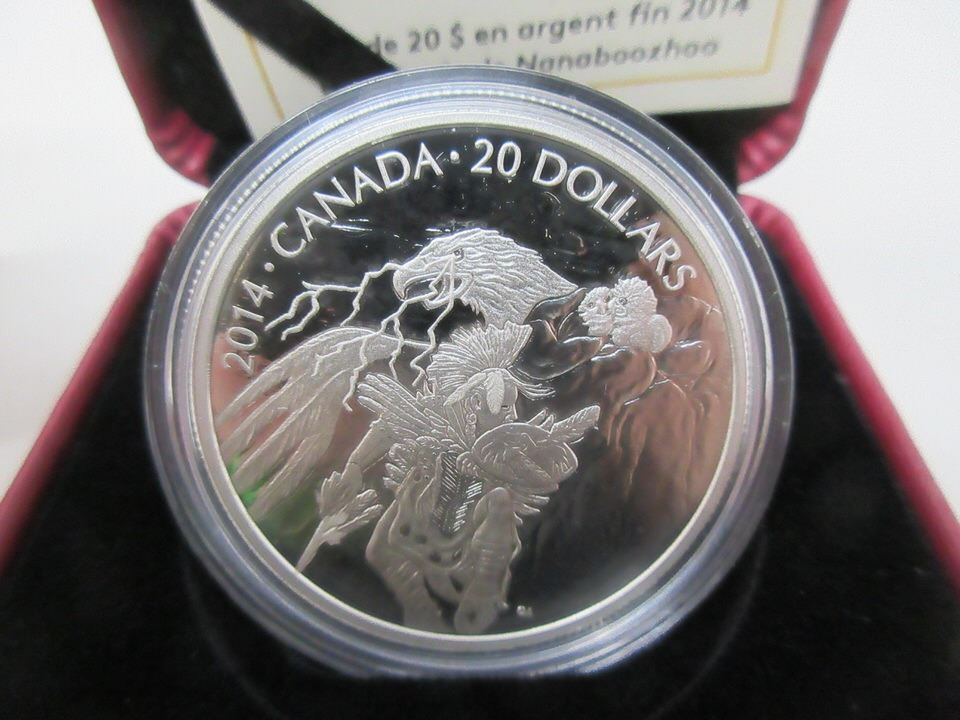 de 20 $ en argent fin 2014
Nanaboozhoo
2014 · CANADA · 20 DOLLARS